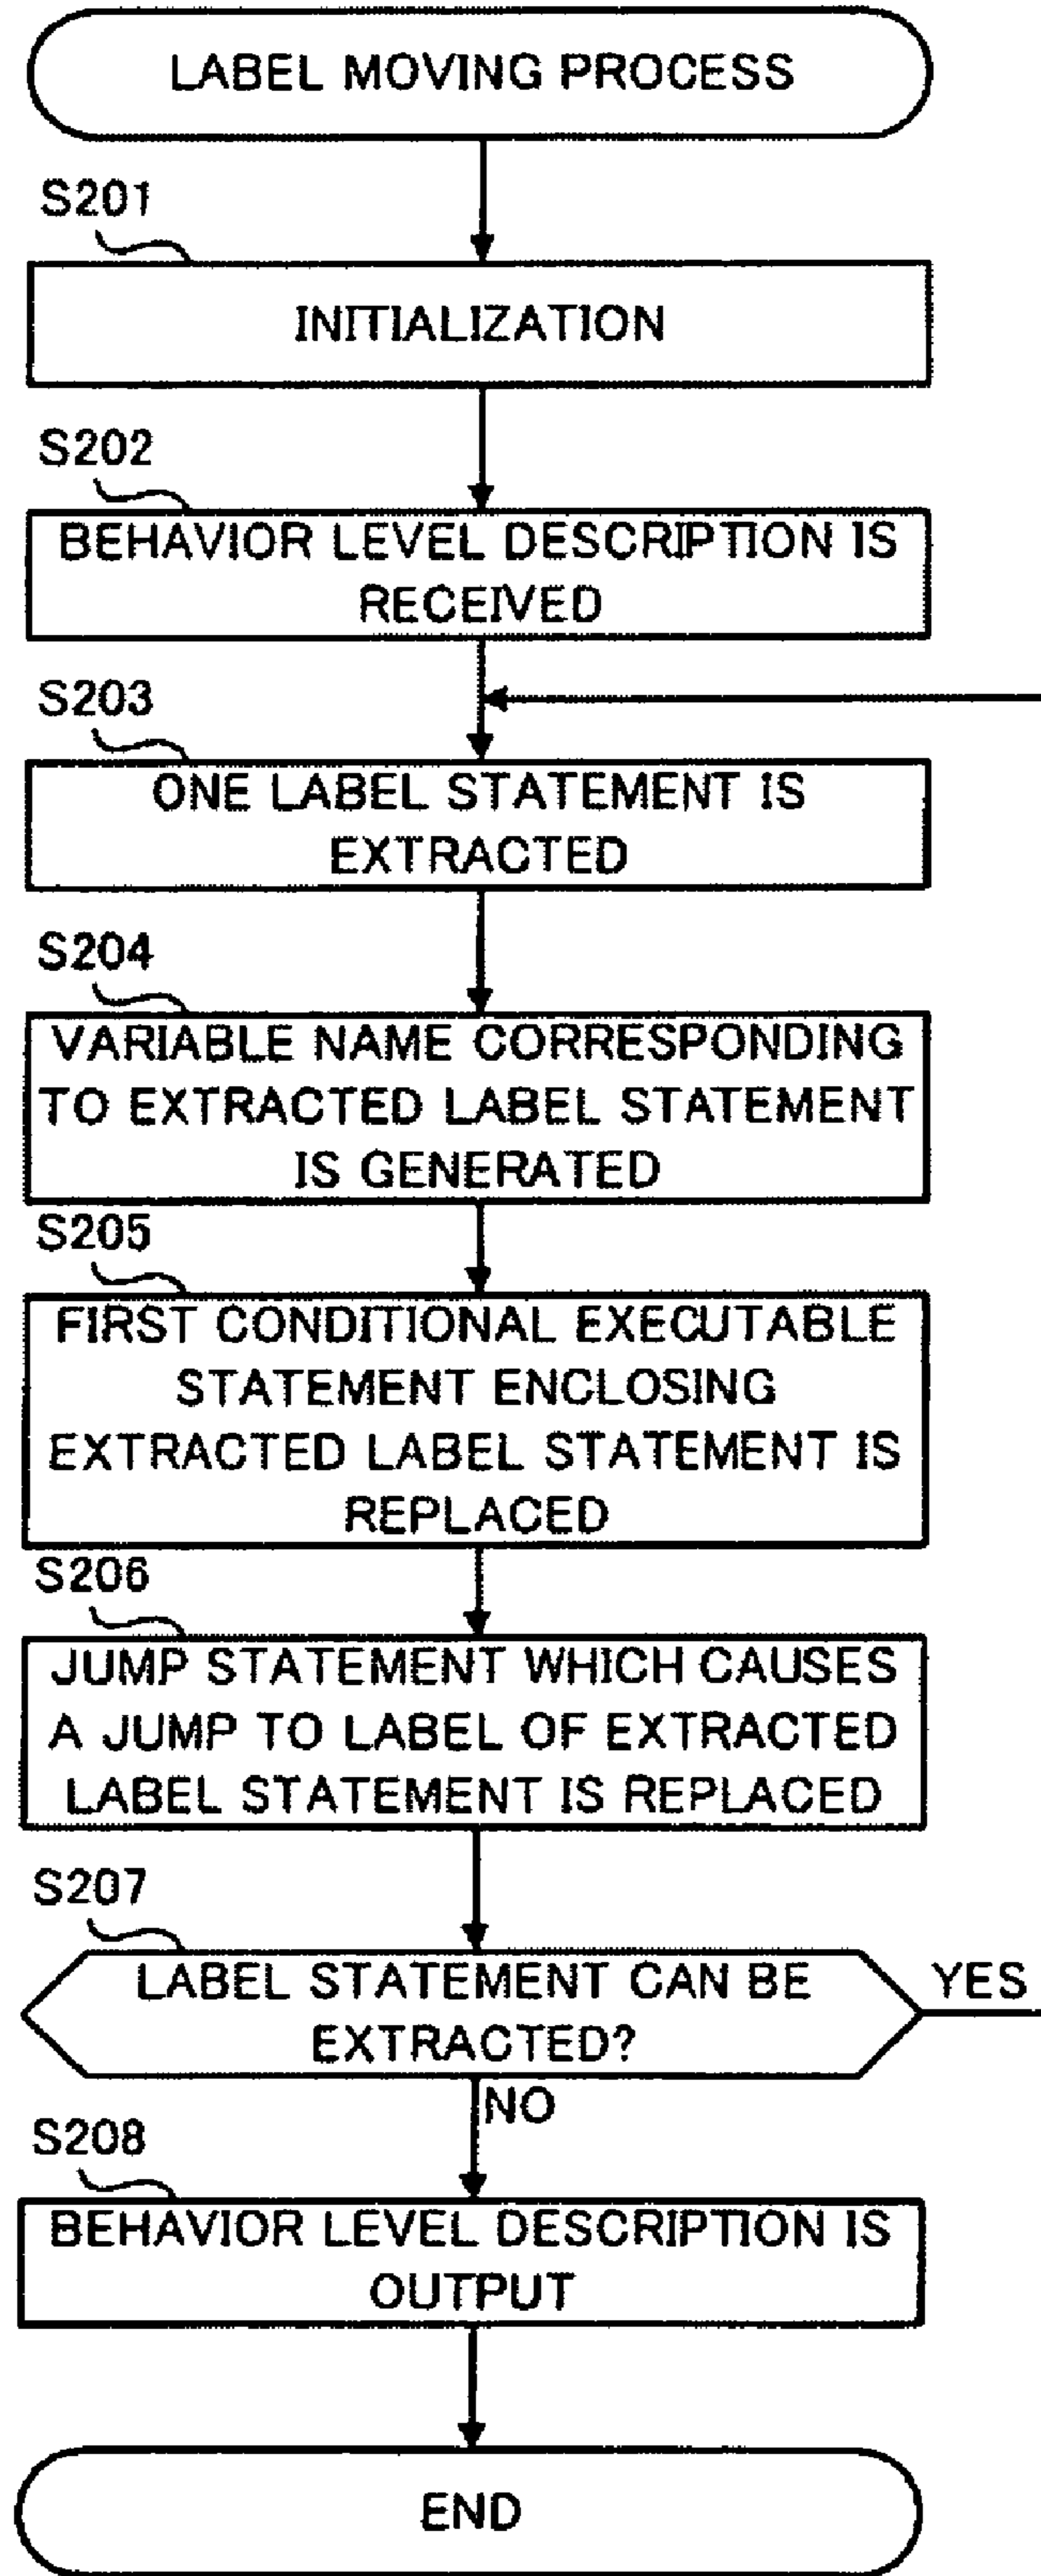 LABEL MOVING PROCESS
S201
INITIALIZATION
S202
BEHAVIOR LEVEL DESCRIPTION IS
RECEIVED
S203
ONE LABEL STATEMENT IS
EXTRACTED
S204
VARIABLE NAME CORRESPONDING
TO EXTRACTED LABEL STATEMENT
IS GENERATED
S205
FIRST CONDITIONAL EXECUTABLE
STATEMENT ENCLOSING
EXTRACTED LABEL STATEMENT IS
REPLACED
S206
JUMP STATEMENT WHICH CAUSES
A JUMP TO LABEL OF EXTRACTED
LABEL STATEMENT IS REPLACED
S207
LABEL STATEMENT CAN BE
EXTRACTED?
YES
NO
S208
BEHAVIOR LEVEL DESCRIPTION IS
OUTPUT
END